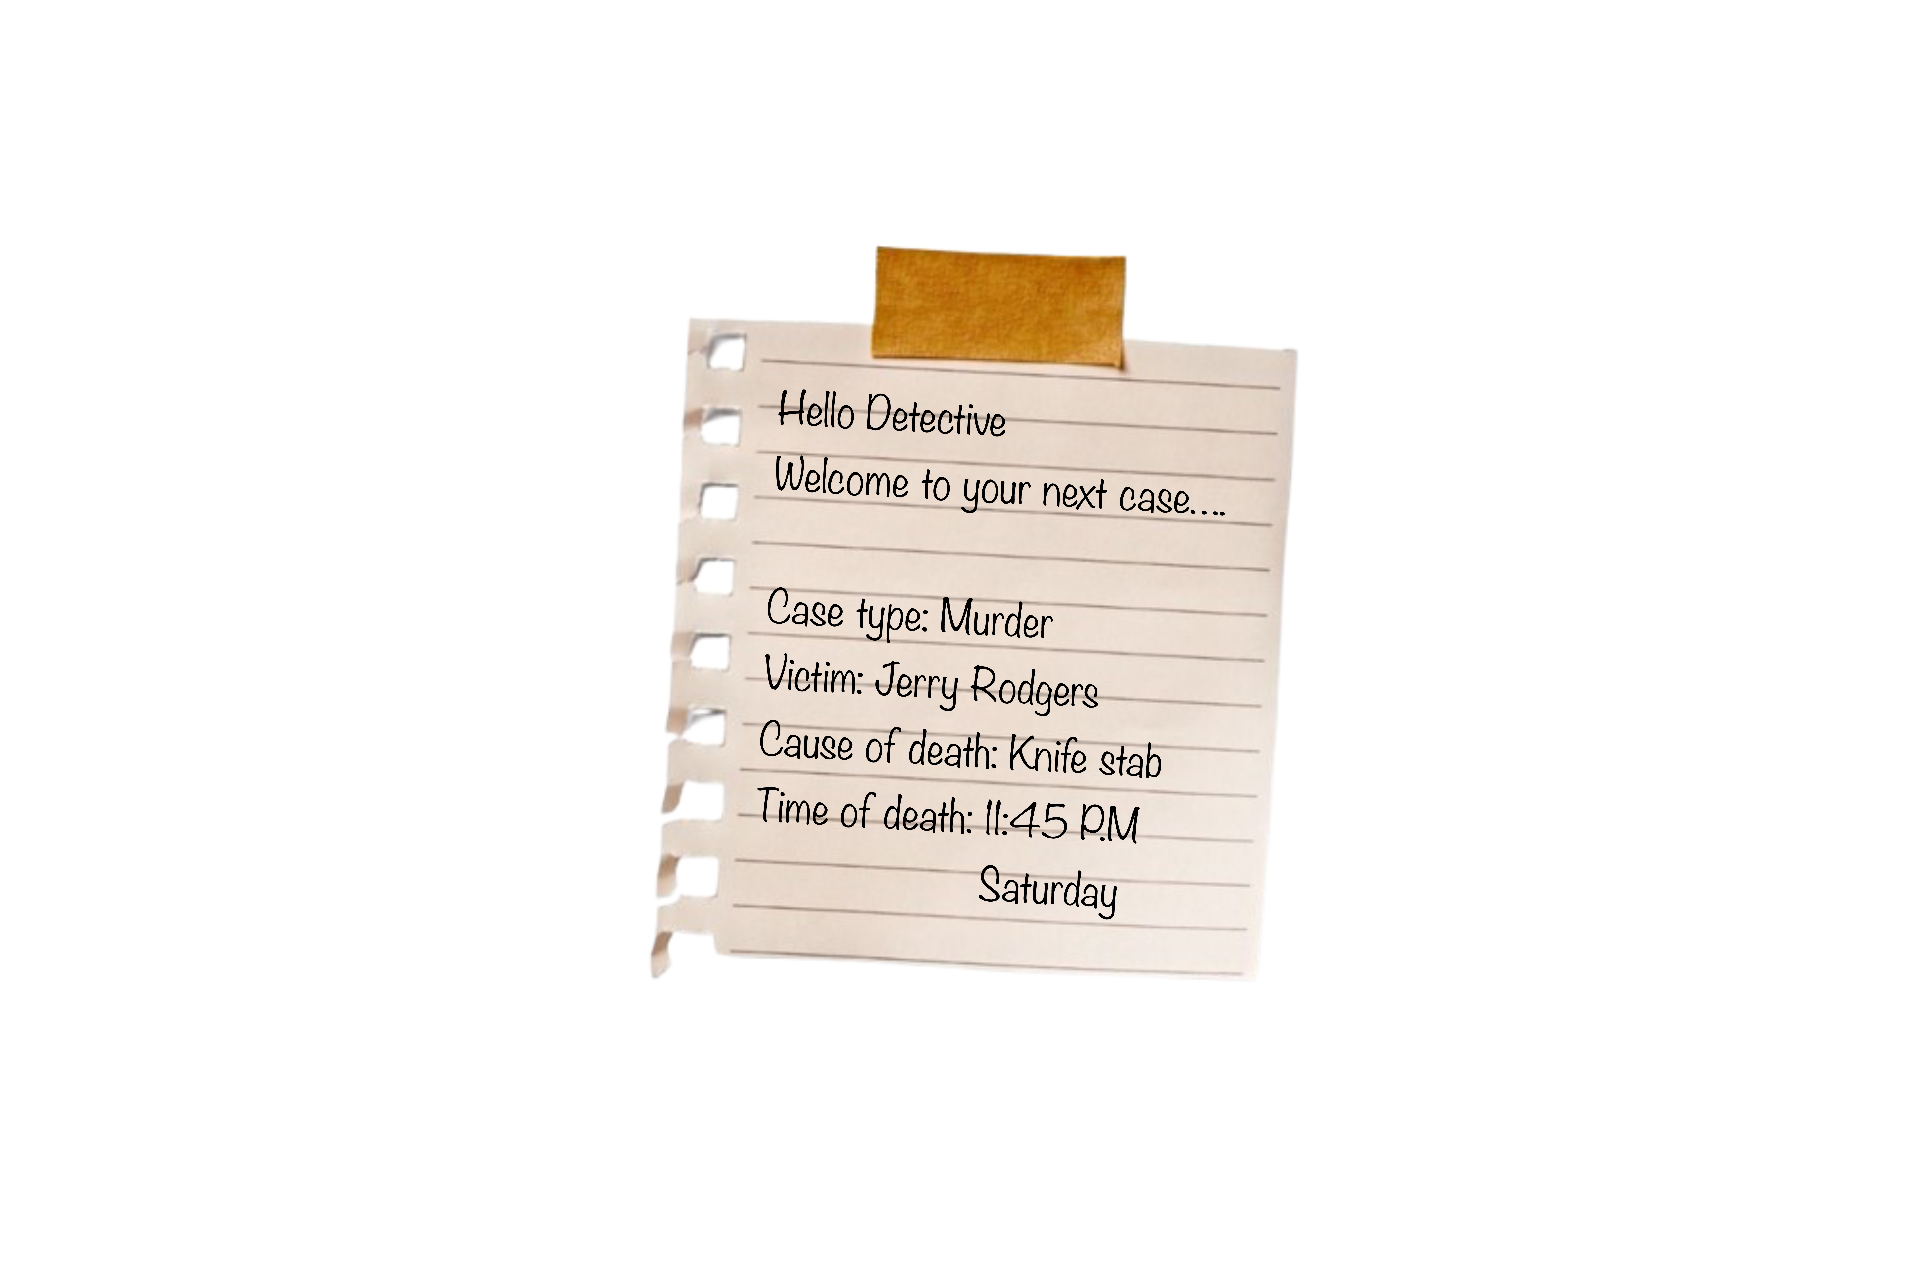 Hello Detective
Welcome to your next case....
Case type: Murder
Victim: Jerry Rodgers
Cause of death: Knife stab
Time of death: 11:45 P.M
Saturday